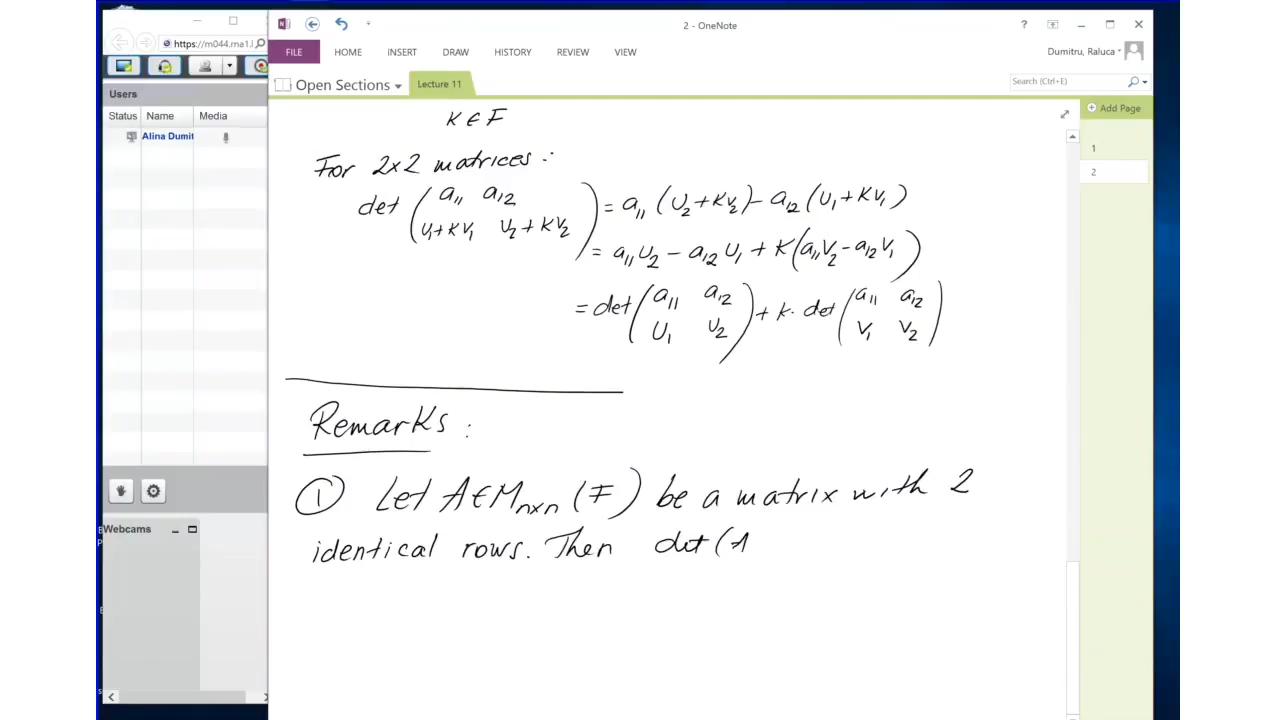 https://m044.rna1.l
2 - OneNote
FILE HOME INSERT DRAW HISTORY REVIEW VIEW
Dumitru, Raluca
Open Sections
Lecture 11
Search (Ctrl+E)
Add Page
1
2
Users
Status Name Media
Alina Dumit
Webcams
K ∈ F
For 2×2 matrices :
det ( a₁₁ a₁₂
U₁+KV₁ U₂+KV₂ ) = a₁₁ (U₂+KV₂) - a₁₂ (U₁+KV₁)
= a₁₁U₂ - a₁₂U₁ + K(a₁₁V₂ - a₁₂V₁)
= det ( a₁₁ a₁₂
U₁ U₂ ) + K · det ( a₁₁ a₁₂
V₁ V₂ )
Remarks :
① Let A∈Mₙₓₙ (F) be a matrix with 2
identical rows. Then det (A